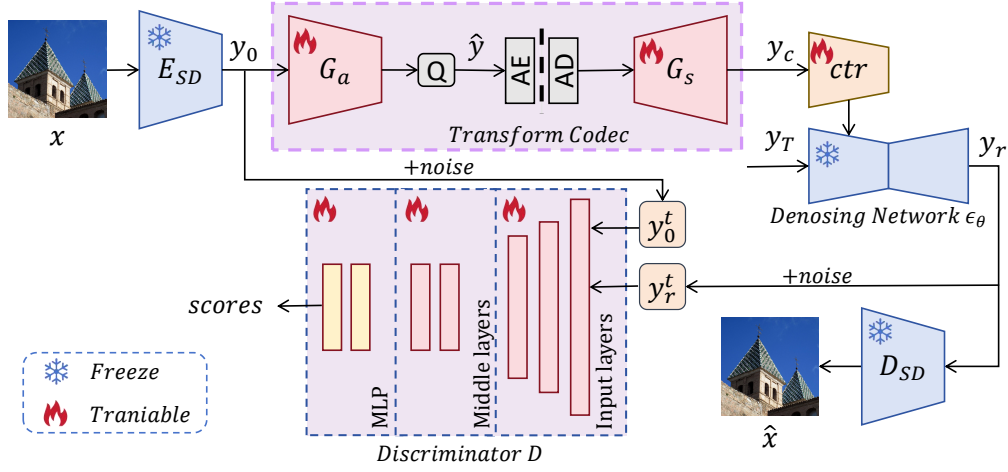 x
E_SD
y_0
G_a
Q
ŷ
AE
AD
G_s
y_c
ctr
Transform Codec
y_T
y_r
Denosing Network ϵ_θ
+noise
y_0^t
y_r^t
+noise
scores
MLP
Middle layers
Input layers
Discriminator D
D_SD
x̂
Freeze
Traniable